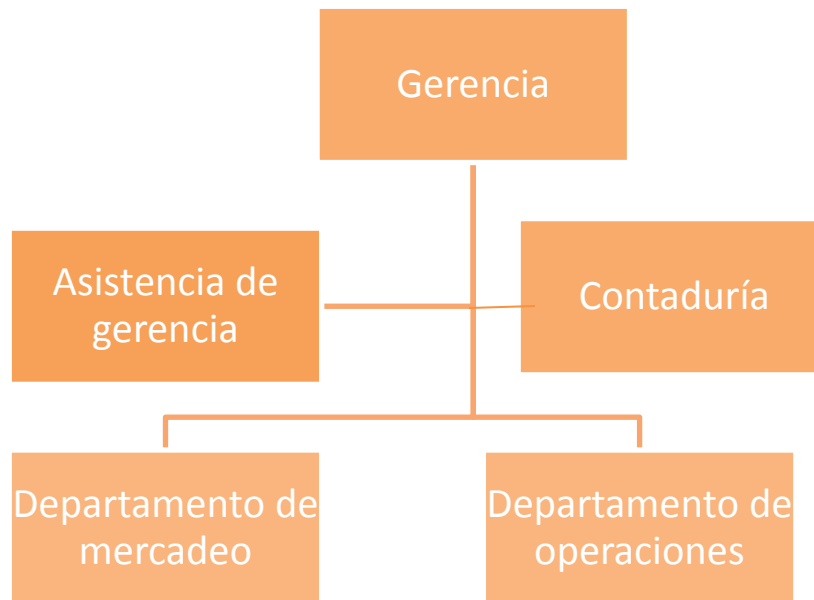 Gerencia
Asistencia de
gerencia
Contaduría
Departamento de
mercadeo
Departamento de
operaciones